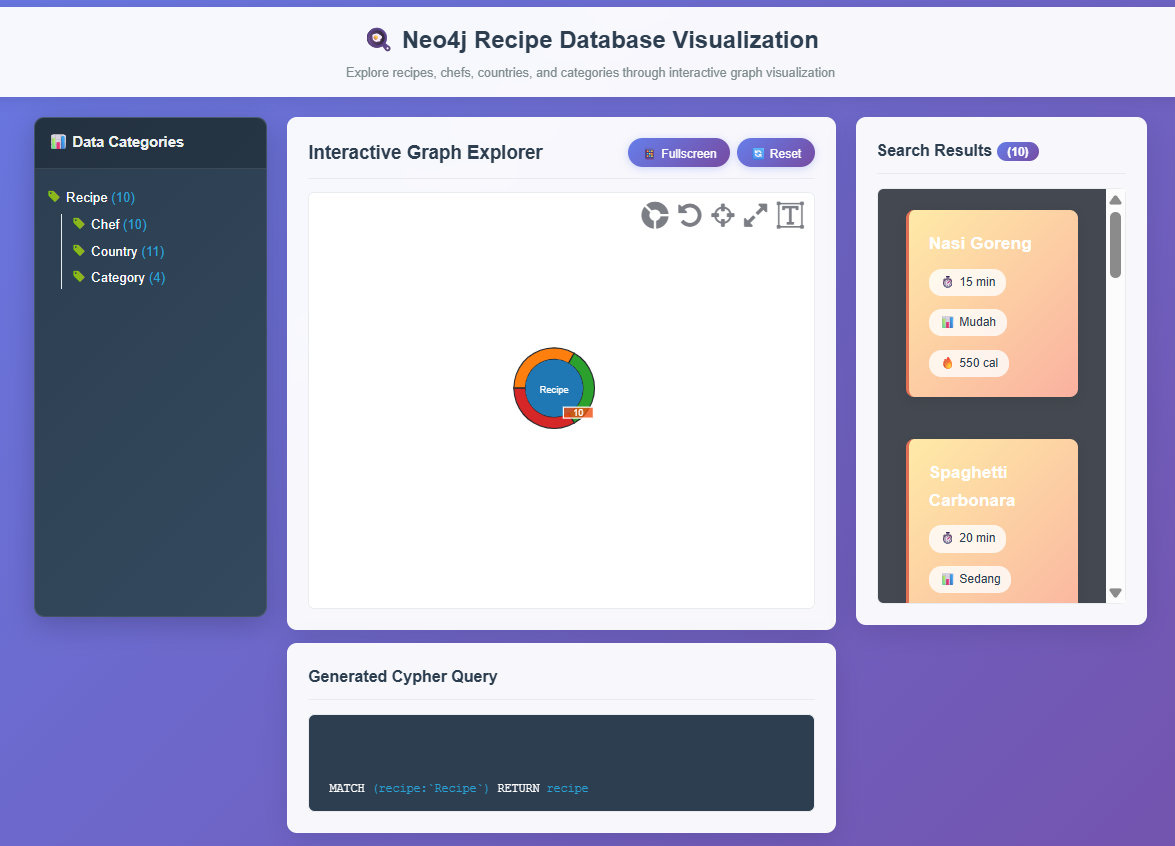 Neo4j Recipe Database Visualization
Explore recipes, chefs, countries, and categories through interactive graph visualization
Data Categories
Recipe (10)
Chef (10)
Country (11)
Category (4)
Interactive Graph Explorer
Fullscreen
Reset
T
Recipe
10
Generated Cypher Query
MATCH (recipe:`Recipe`) RETURN recipe
Search Results (10)
Nasi Goreng
15 min
Mudah
550 cal
Spaghetti
Carbonara
20 min
Sedang